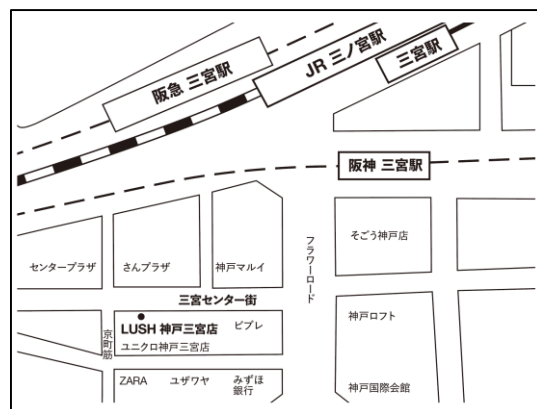 阪急 三宮駅
JR 三ノ宮駅
三宮駅
阪神 三宮駅
そごう神戸店
フラワーロード
センタープラザ
さんプラザ
神戸マルイ
三宮センター街
京町筋
LUSH 神戸三宮店
ビブレ
ユニクロ神戸三宮店
神戸ロフト
ZARA
ユザワヤ
みずほ
銀行
神戸国際会館